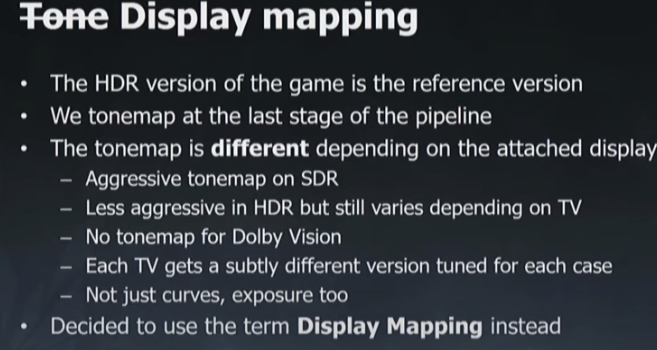 Tone Display mapping
• The HDR version of the game is the reference version
• We tonemap at the last stage of the pipeline
• The tonemap is different depending on the attached display
– Aggressive tonemap on SDR
– Less aggressive in HDR but still varies depending on TV
– No tonemap for Dolby Vision
– Each TV gets a subtly different version tuned for each case
– Not just curves, exposure too
• Decided to use the term Display Mapping instead